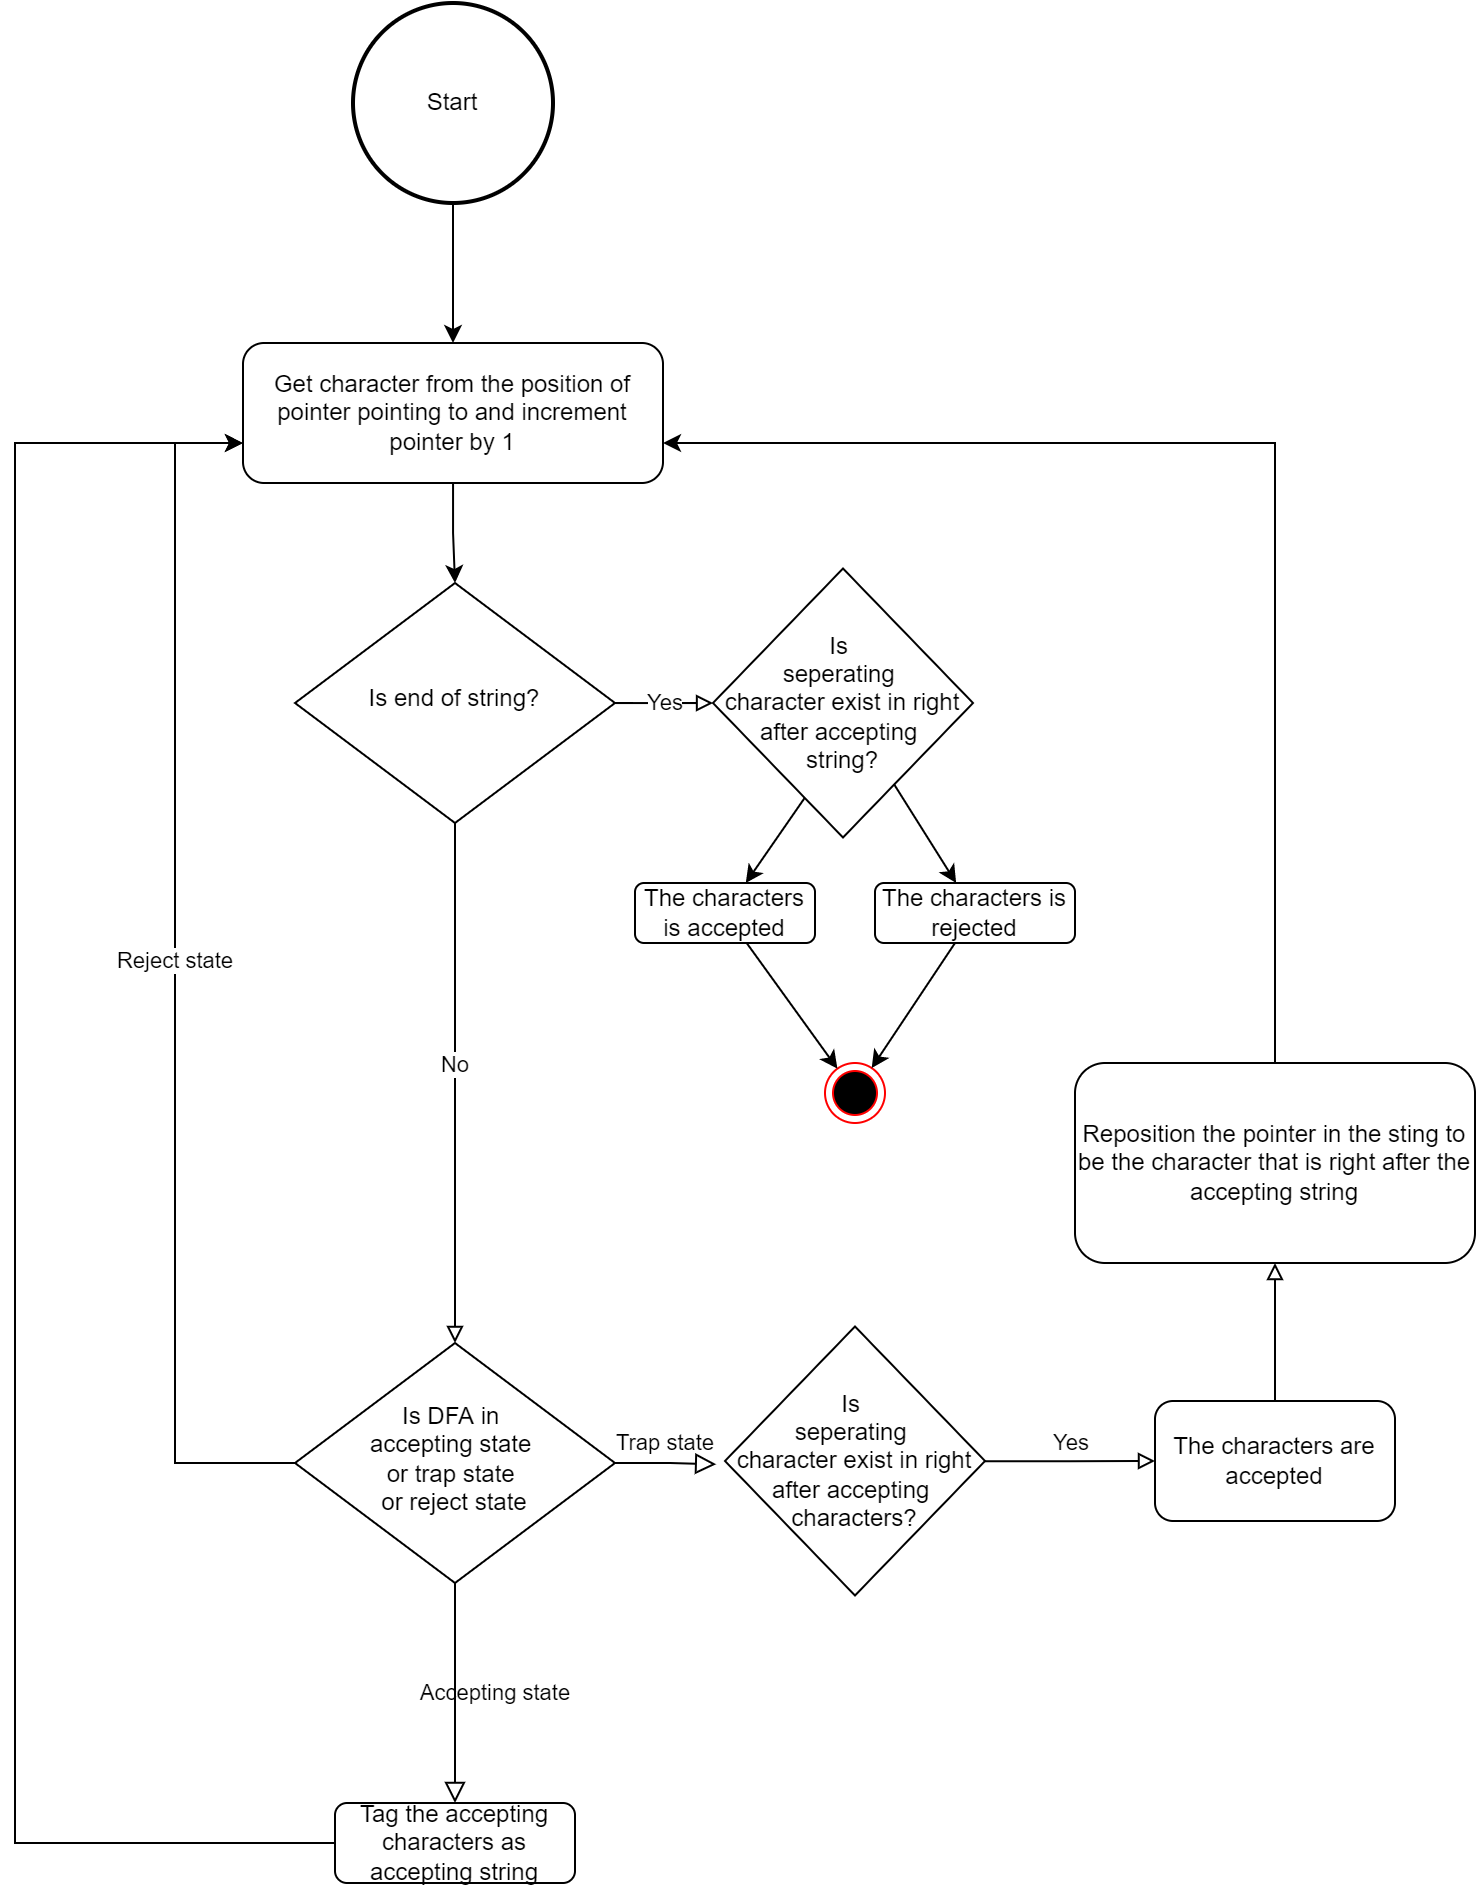 Start
Get character from the position of
pointer pointing to and increment
pointer by 1
Is end of string?
Yes
Is
seperating
character exist in right
after accepting
string?
The characters
is accepted
The characters is
rejected
Reject state
No
Reposition the pointer in the sting to
be the character that is right after the
accepting string
Is DFA in
accepting state
or trap state
or reject state
Trap state
Is
seperating
character exist in right
after accepting
characters?
Yes
The characters are
accepted
Accepting state
Tag the accepting
characters as
accepting string